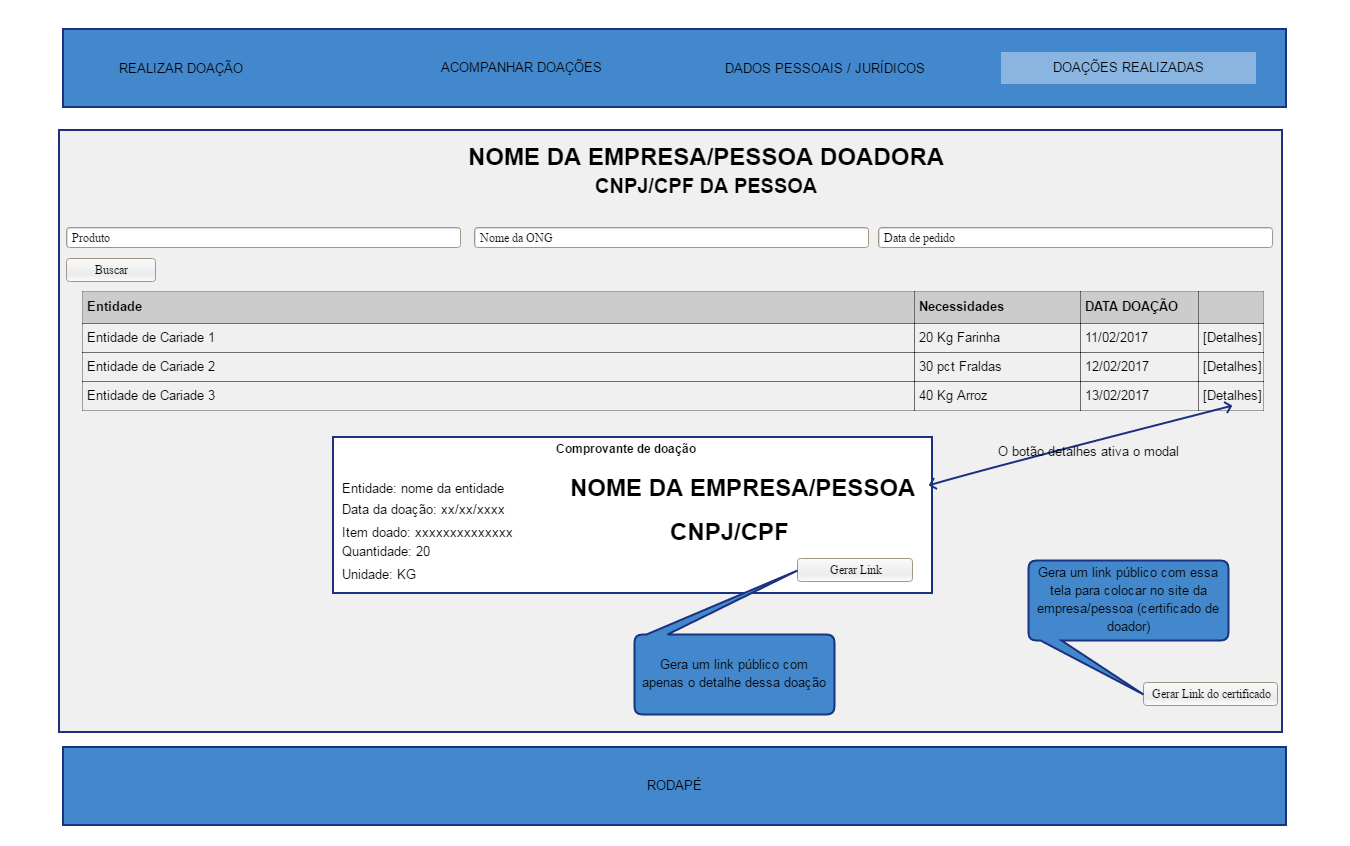 REALIZAR DOAÇÃO
ACOMPANHAR DOAÇÕES
DADOS PESSOAIS / JURÍDICOS
DOAÇÕES REALIZADAS
NOME DA EMPRESA/PESSOA DOADORA
CNPJ/CPF DA PESSOA
Produto
Nome da ONG
Data de pedido
Buscar
Entidade Necessidades DATA DOAÇÃO
Entidade de Cariade 1 20 Kg Farinha 11/02/2017 [Detalhes]
Entidade de Cariade 2 30 pct Fraldas 12/02/2017 [Detalhes]
Entidade de Cariade 3 40 Kg Arroz 13/02/2017 [Detalhes]
O botão detalhes ativa o modal
Comprovante de doação
Entidade: nome da entidade
Data da doação: xx/xx/xxxx
Item doado: xxxxxxxxxxxxxx
Quantidade: 20
Unidade: KG
NOME DA EMPRESA/PESSOA
CNPJ/CPF
Gerar Link
Gera um link público com
apenas o detalhe dessa doação
Gera um link público com essa
tela para colocar no site da
empresa/pessoa (certificado de
doador)
Gerar Link do certificado
RODAPÉ